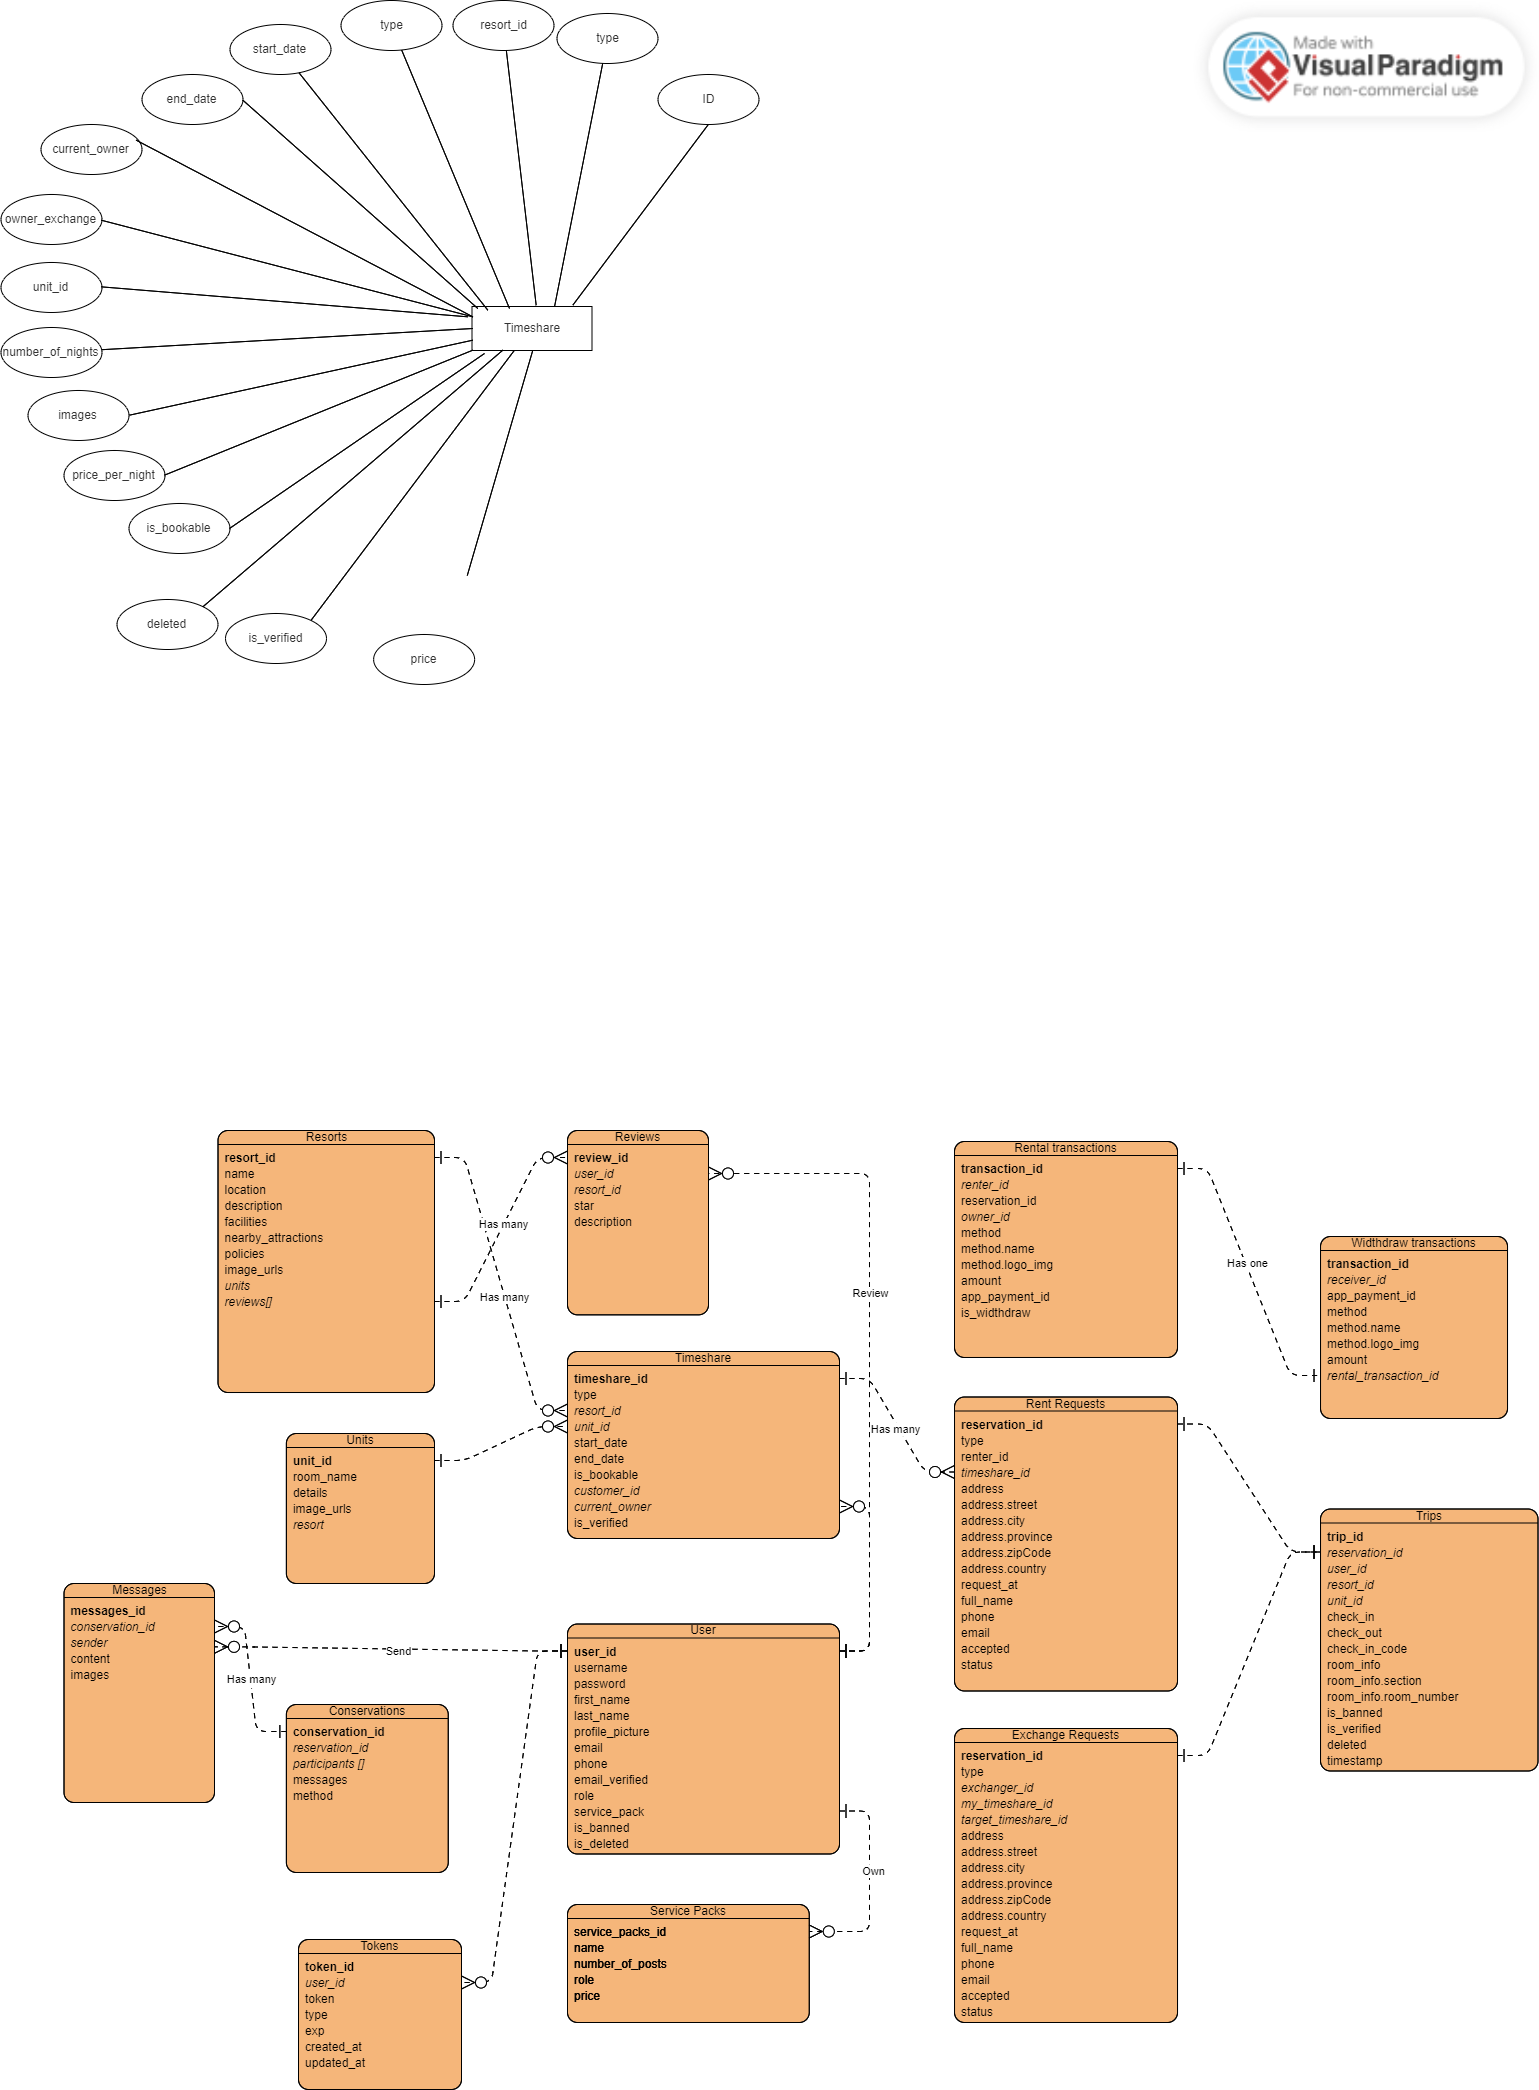 type
resort_id
type
start_date
ID
end_date
current_owner
owner_exchange
unit_id
number_of_nights
images
price_per_night
is_bookable
deleted
is_verified
price
Timeshare
Made with
VisualParadigm
For non-commercial use
Resorts
resort_id
name
location
description
facilities
nearby_attractions
policies
image_urls
units
reviews[]
Has many
Has many
Reviews
review_id
user_id
resort_id
star
description
Review
Rental transactions
transaction_id
renter_id
reservation_id
owner_id
method
method.name
method.logo_img
amount
app_payment_id
is_widthdraw
Has one
Widthdraw transactions
transaction_id
receiver_id
app_payment_id
method
method.name
method.logo_img
amount
rental_transaction_id
Units
unit_id
room_name
details
image_urls
resort
Timeshare
timeshare_id
type
resort_id
unit_id
start_date
end_date
is_bookable
customer_id
current_owner
is_verified
Has many
Rent Requests
reservation_id
type
renter_id
timeshare_id
address
address.street
address.city
address.province
address.zipCode
address.country
request_at
full_name
phone
email
accepted
status
Trips
trip_id
reservation_id
user_id
resort_id
unit_id
check_in
check_out
check_in_code
room_info
room_info.section
room_info.room_number
is_banned
is_verified
deleted
timestamp
Messages
messages_id
conservation_id
sender
content
images
Send
Has many
Conservations
conservation_id
reservation_id
participants []
messages
method
User
user_id
username
password
first_name
last_name
profile_picture
email
phone
email_verified
role
service_pack
is_banned
is_deleted
Own
Exchange Requests
reservation_id
type
exchanger_id
my_timeshare_id
target_timeshare_id
address
address.street
address.city
address.province
address.zipCode
address.country
request_at
full_name
phone
email
accepted
status
Tokens
token_id
user_id
token
type
exp
created_at
updated_at
Service Packs
service_packs_id
name
number_of_posts
role
price